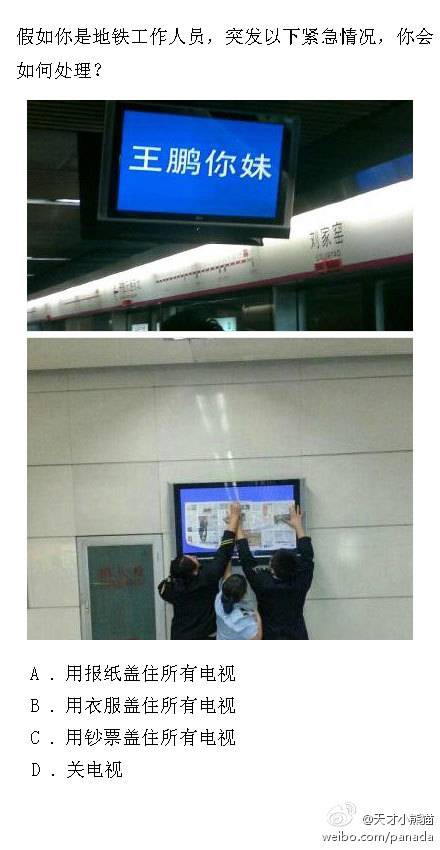 假如你是地铁工作人员，突发以下紧急情况，你会
如何处理？
王鹏你妹
刘家窑
A . 用报纸盖住所有电视
B . 用衣服盖住所有电视
C . 用钞票盖住所有电视
D . 关电视
@天才小熊猫
weibo.com/panada